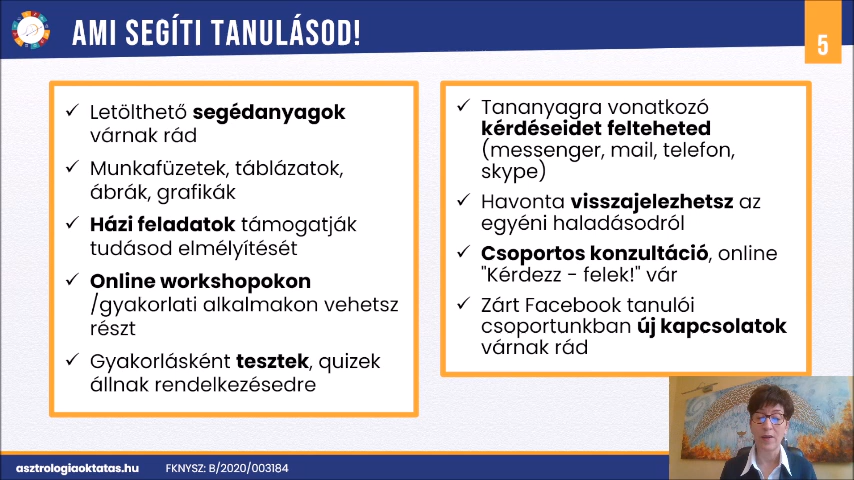 AMI SEGÍTI TANULÁSOD!
5
Letölthető segédanyagok
várnak rád
Munkafüzetek, táblázatok,
ábrák, grafikák
Házi feladatok támogatják
tudásod elmélyítését
Online workshopokon
/gyakorlati alkalmakon vehetsz
részt
Gyakorlásként tesztek, quizek
állnak rendelkezésedre
Tananyagra vonatkozó
kérdéseidet felteheted
(messenger, mail, telefon,
skype)
Havonta visszajelezhetsz az
egyéni haladásodról
Csoportos konzultáció, online
"Kérdezz - felek!" vár
Zárt Facebook tanulói
csoportunkban új kapcsolatok
várnak rád
asztrologiaoktatas.hu
FKNYSZ: B/2020/003184